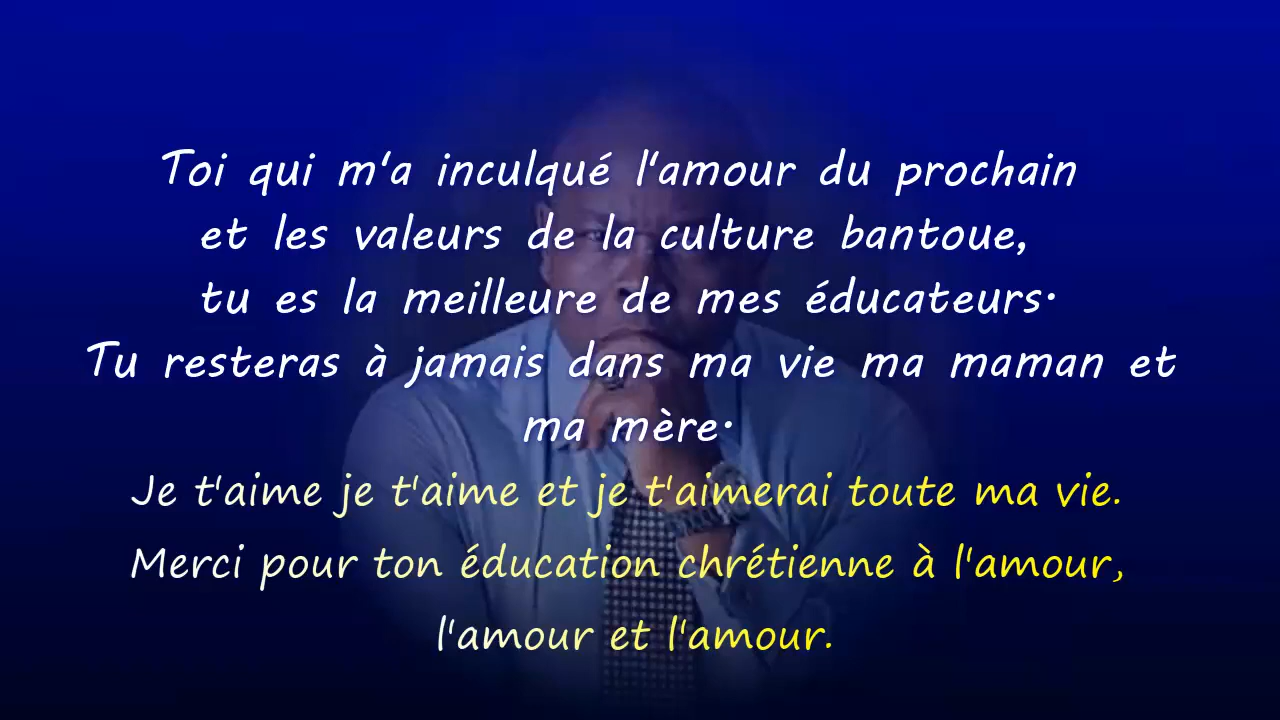 Toi qui m'a inculqué l'amour du prochain
et les valeurs de la culture bantoue,
tu es la meilleure de mes éducateurs.
Tu resteras à jamais dans ma vie ma maman et
ma mère.
Je t'aime je t'aime et je t'aimerai toute ma vie.
Merci pour ton éducation chrétienne à l'amour,
l'amour et l'amour.